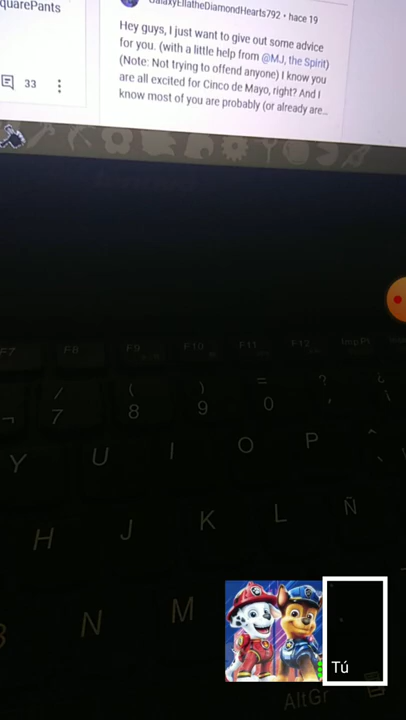 quarePants
GalaxyEllatheDiamondHearts792 • hace 19
Hey guys, I just want to give out some advice
for you. (with a little help from @MJ, the Spirit)
(Note: Not trying to offend anyone) I know you
are all excited for Cinco de Mayo, right? And I
know most of you are probably (or already are...
33
F7 F8 F9 F10 F11 F12 ImpPt
/ ( ) = ? ¿
¬ 7 8 9 0 ' ¡
Y U I O P ^ `
H J K L Ñ
N M
Tú
AltGr